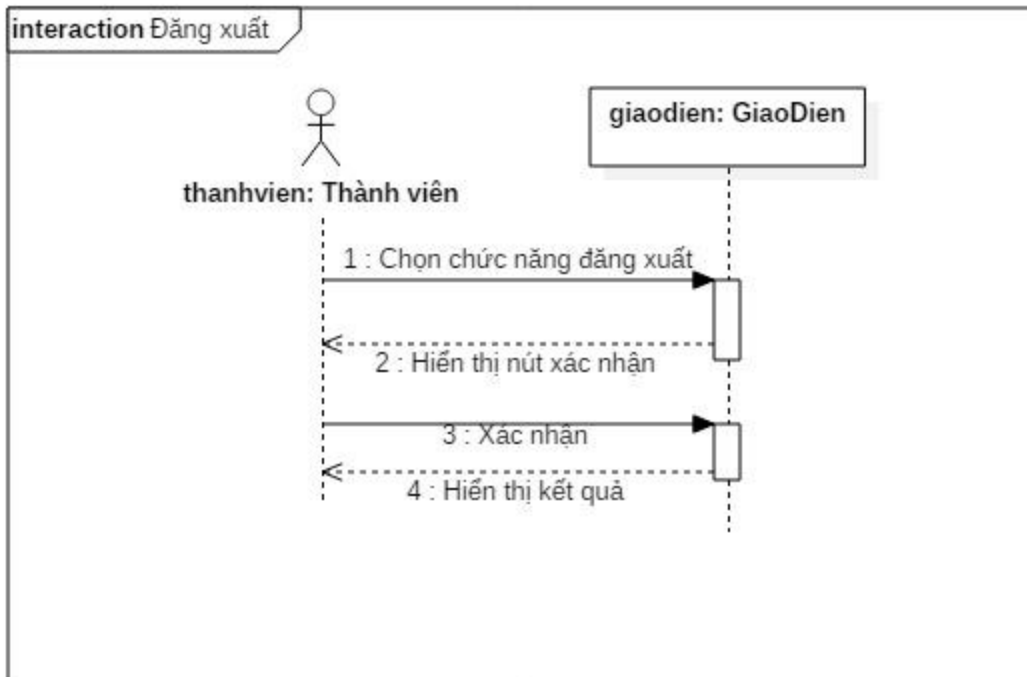 interaction Đăng xuất
giaodien: GiaoDien
thanhvien: Thành viên
1 : Chọn chức năng đăng xuất
2 : Hiển thị nút xác nhận
3 : Xác nhận
4 : Hiển thị kết quả